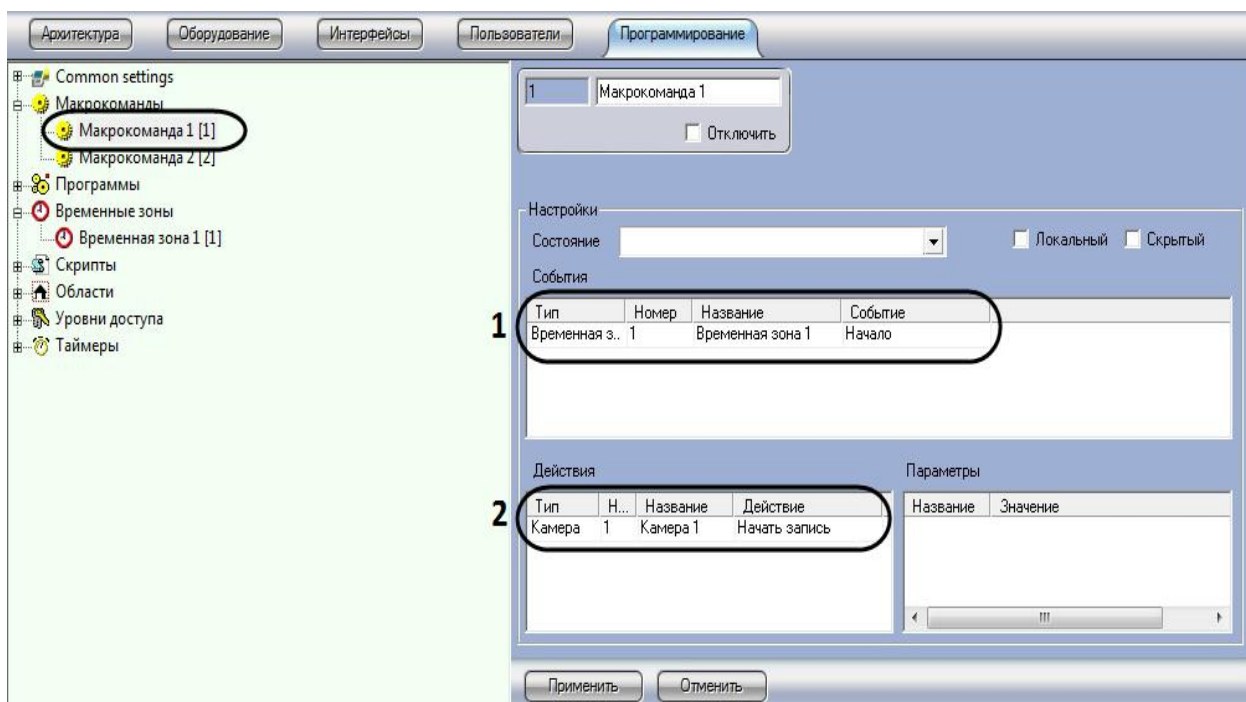 Архитектура Оборудование Интерфейсы Пользователи Программирование
Common settings
Макрокоманды
Макрокоманда 1 [1]
Макрокоманда 2 [2]
Программы
Временные зоны
Временная зона 1 [1]
Скрипты
Области
Уровни доступа
Таймеры
1 Макрокоманда 1
Отключить
Настройки
Состояние Локальный Скрытый
События
1
Тип Номер Название Событие
Временная з.. 1 Временная зона 1 Начало
Действия Параметры
2
Тип Н... Название Действие Название Значение
Камера 1 Камера 1 Начать запись
Применить Отменить